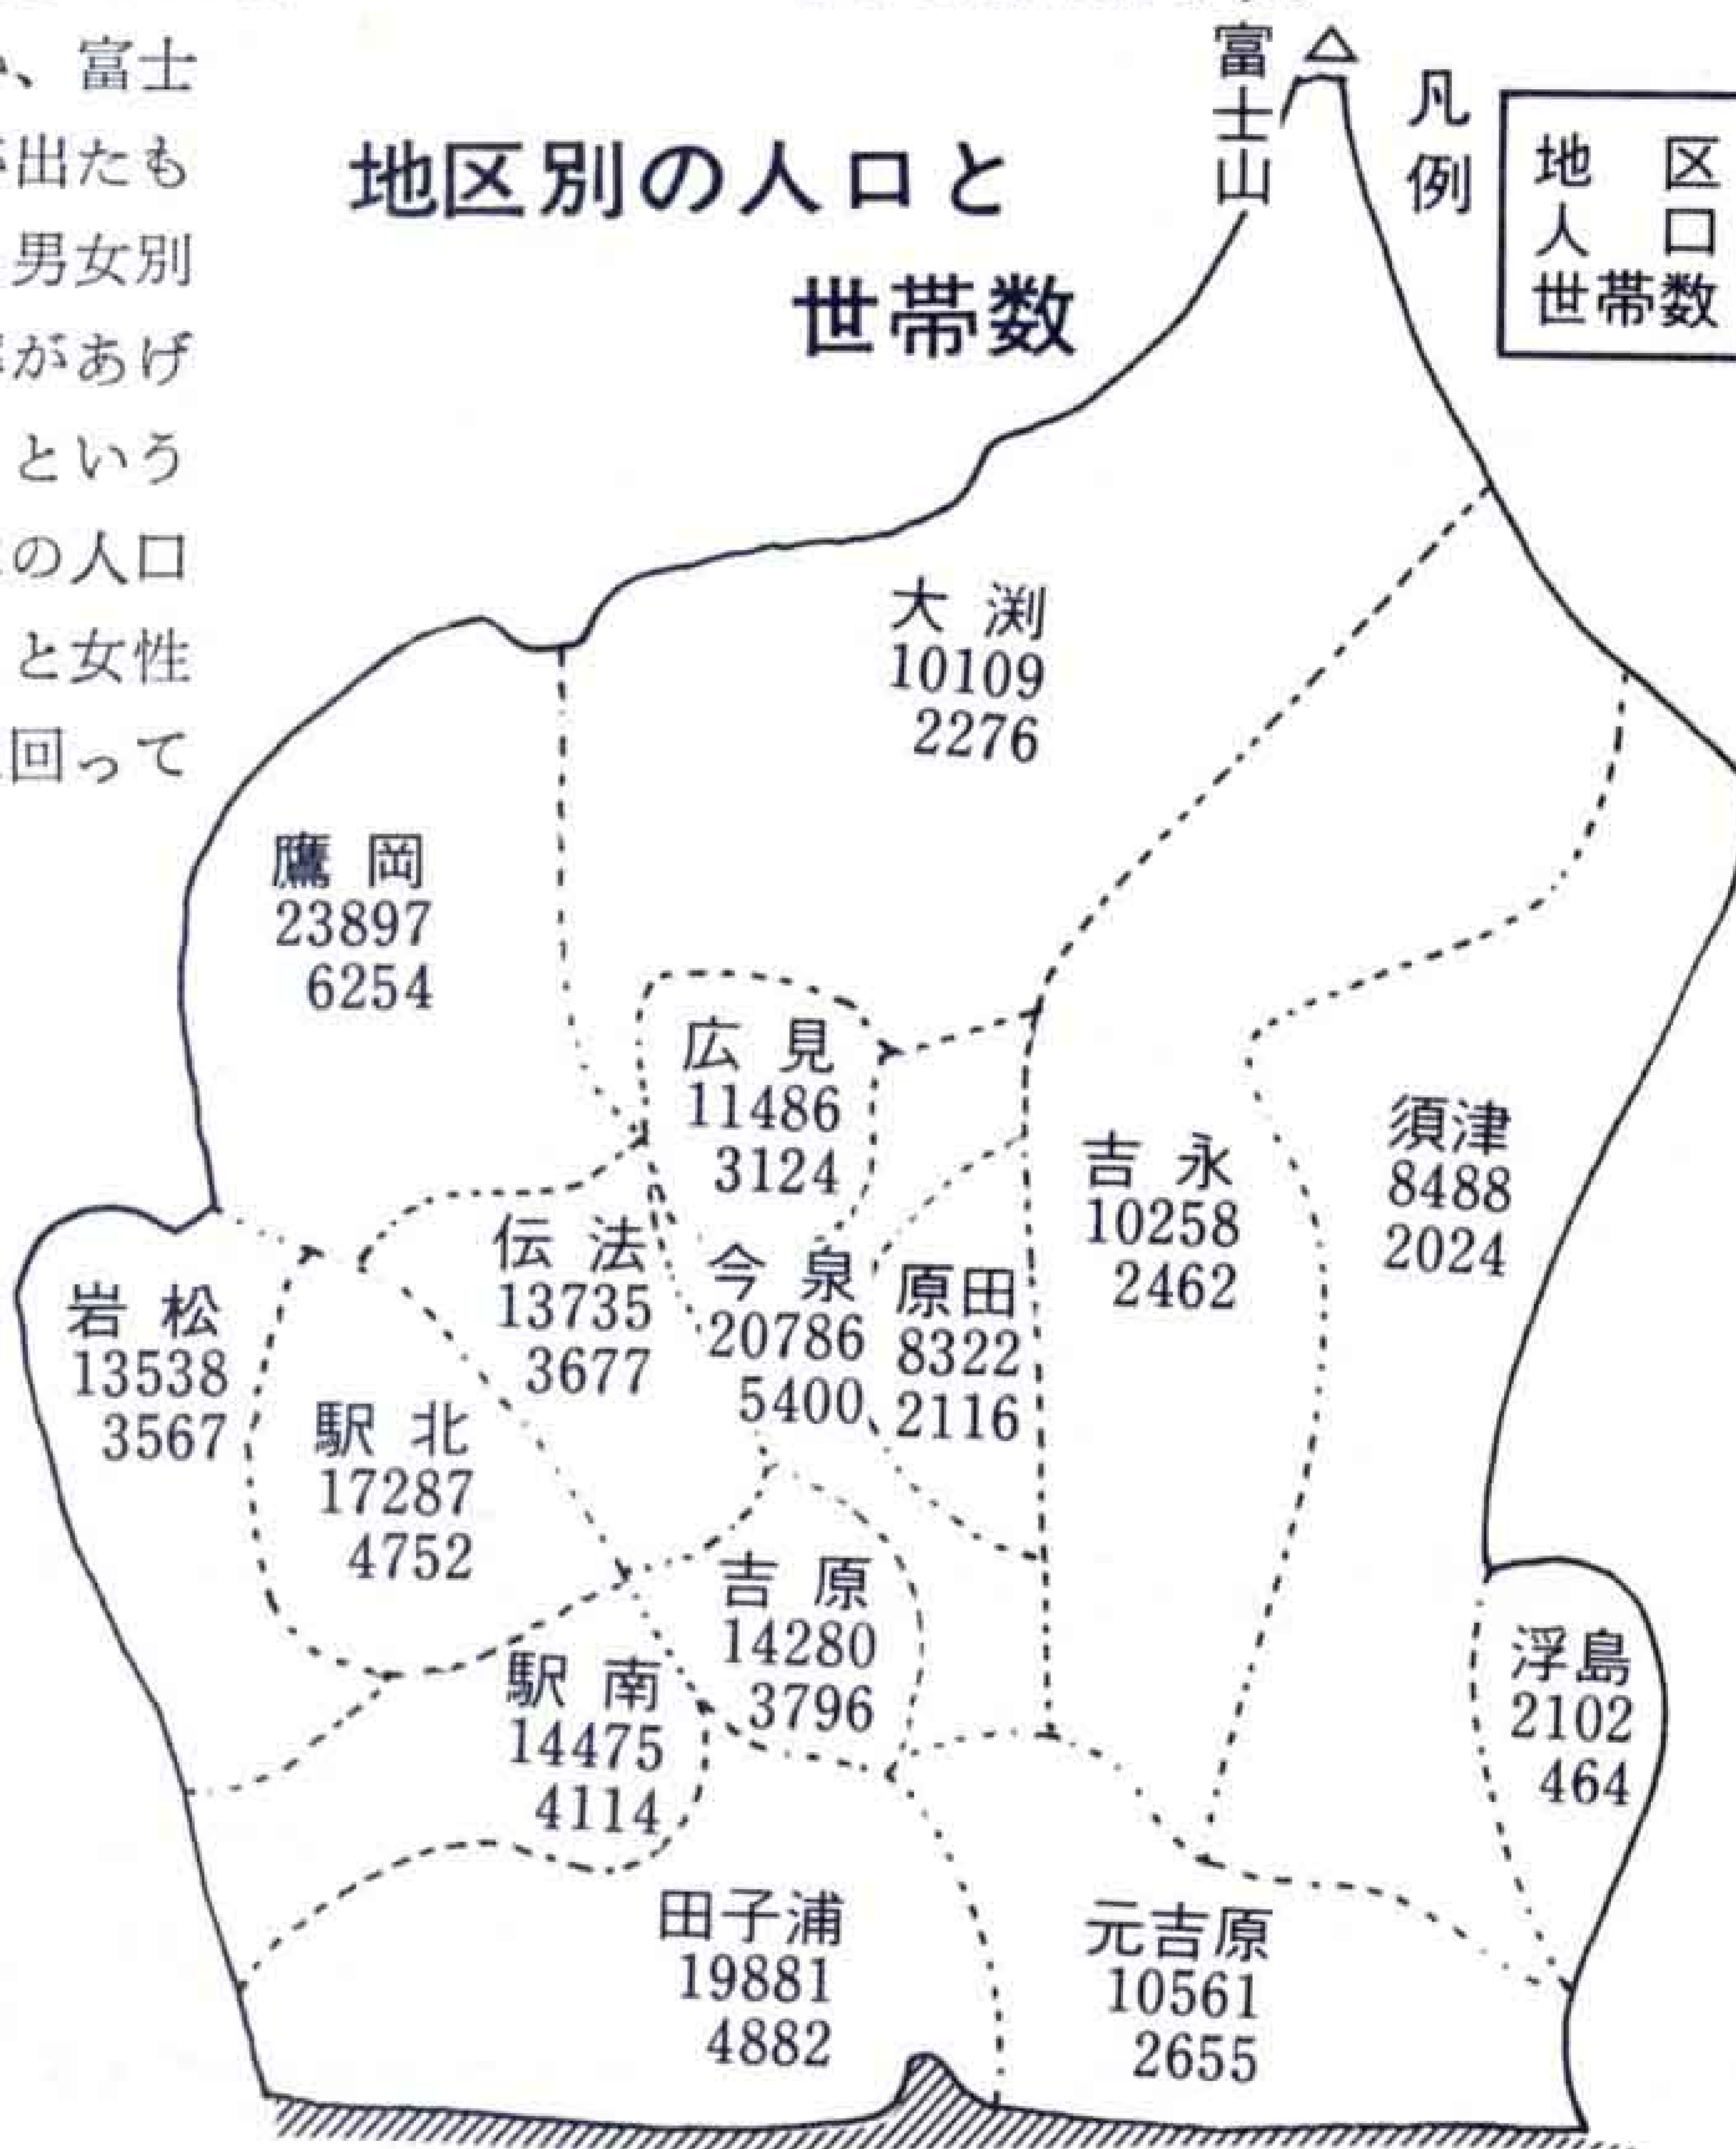 、富士
出たも
男女別
があげ
という
の人口
と女性
回って
地区別の人口と
世帯数
富士山
凡例
地区
人口
世帯数
大渕
10109
2276
鷹岡
23897
6254
広見
11486
3124
須津
8488
2024
吉永
10258
2462
伝法
13735
3677
今泉
20786
5400
原田
8322
2116
岩松
13538
3567
駅北
17287
4752
吉原
14280
3796
浮島
2102
464
駅南
14475
4114
田子浦
19881
4882
元吉原
10561
2655